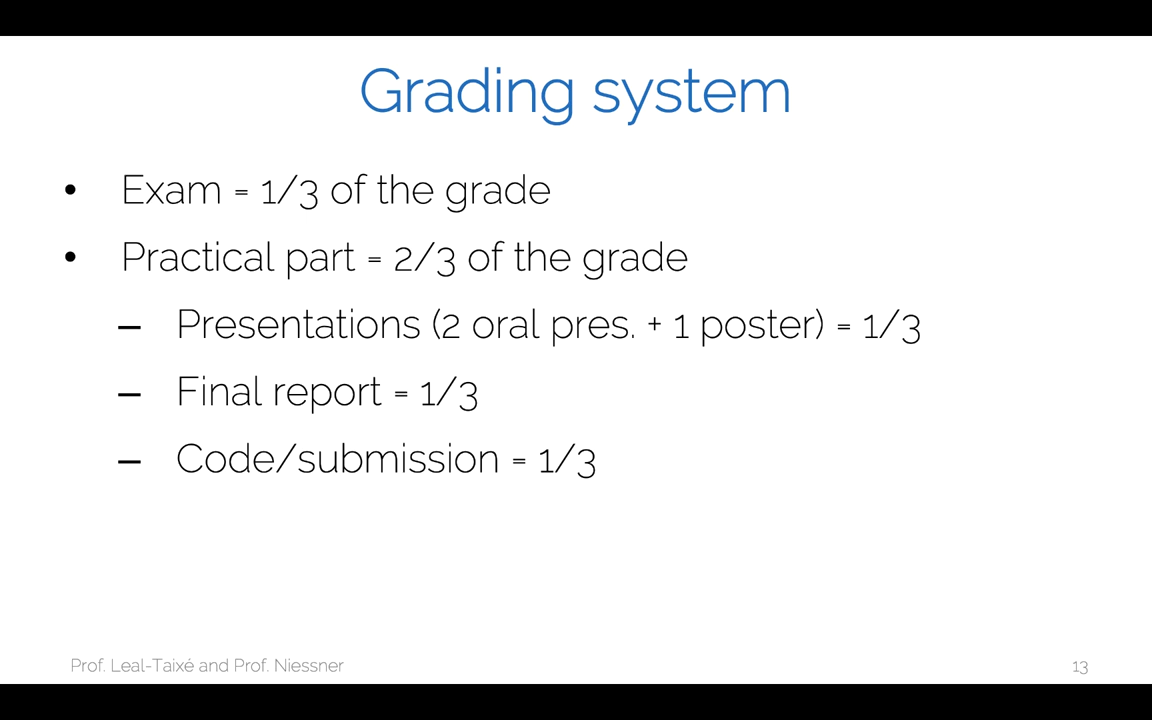 Grading system
• Exam = 1/3 of the grade
• Practical part = 2/3 of the grade
– Presentations (2 oral pres. + 1 poster) = 1/3
– Final report = 1/3
– Code/submission = 1/3
Prof. Leal-Taixé and Prof. Niessner
13